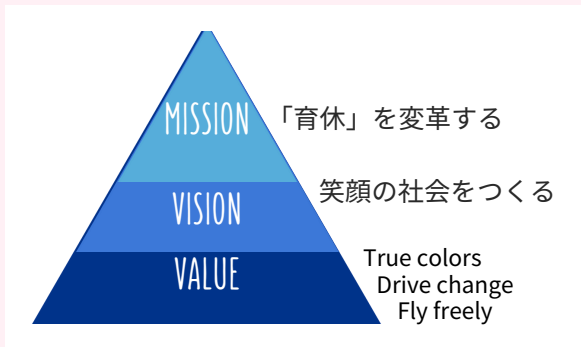 MISSION
「育休」を変革する
VISION
笑顔の社会をつくる
VALUE
True colors
Drive change
Fly freely